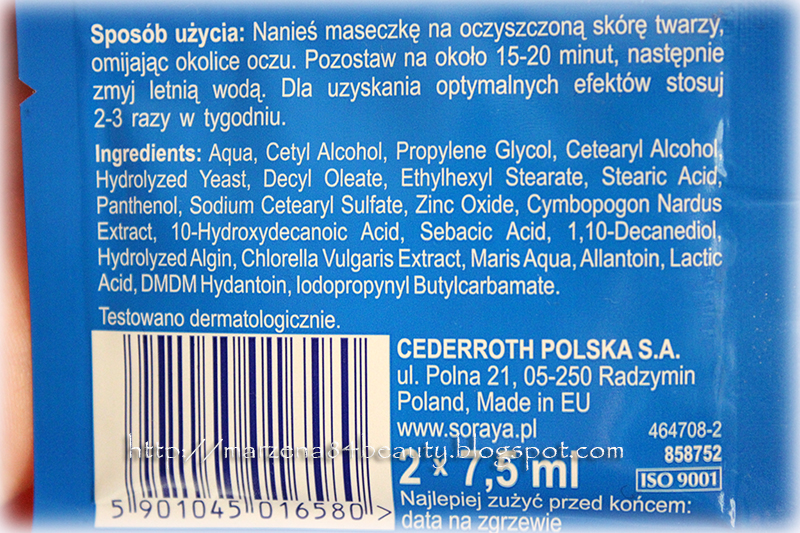 Sposób użycia: Nanieś maseczkę na oczyszczoną skórę twarzy,
omijając okolice oczu. Pozostaw na około 15-20 minut, następnie
zmyj letnią wodą. Dla uzyskania optymalnych efektów stosuj
2-3 razy w tygodniu.
Ingredients: Aqua, Cetyl Alcohol, Propylene Glycol, Cetearyl Alcohol,
Hydrolyzed Yeast, Decyl Oleate, Ethylhexyl Stearate, Stearic Acid,
Panthenol, Sodium Cetearyl Sulfate, Zinc Oxide, Cymbopogon Nardus
Extract, 10-Hydroxydecanoic Acid, Sebacic Acid, 1,10-Decanediol,
Hydrolyzed Algin, Chlorella Vulgaris Extract, Maris Aqua, Allantoin, Lactic
Acid, DMDM Hydantoin, Iodopropynyl Butylcarbamate.
Testowano dermatologicznie.
CEDERROTH POLSKA S.A.
ul. Polna 21, 05-250 Radzymin
Poland, Made in EU
www.soraya.pl
464708-2
http://marzena84beauty.blogspot.com
858752
2 x 7,5 ml
ISO 9001
Najlepiej zużyć przed końcem:
data na zgrzewie
5 901045 016580 >